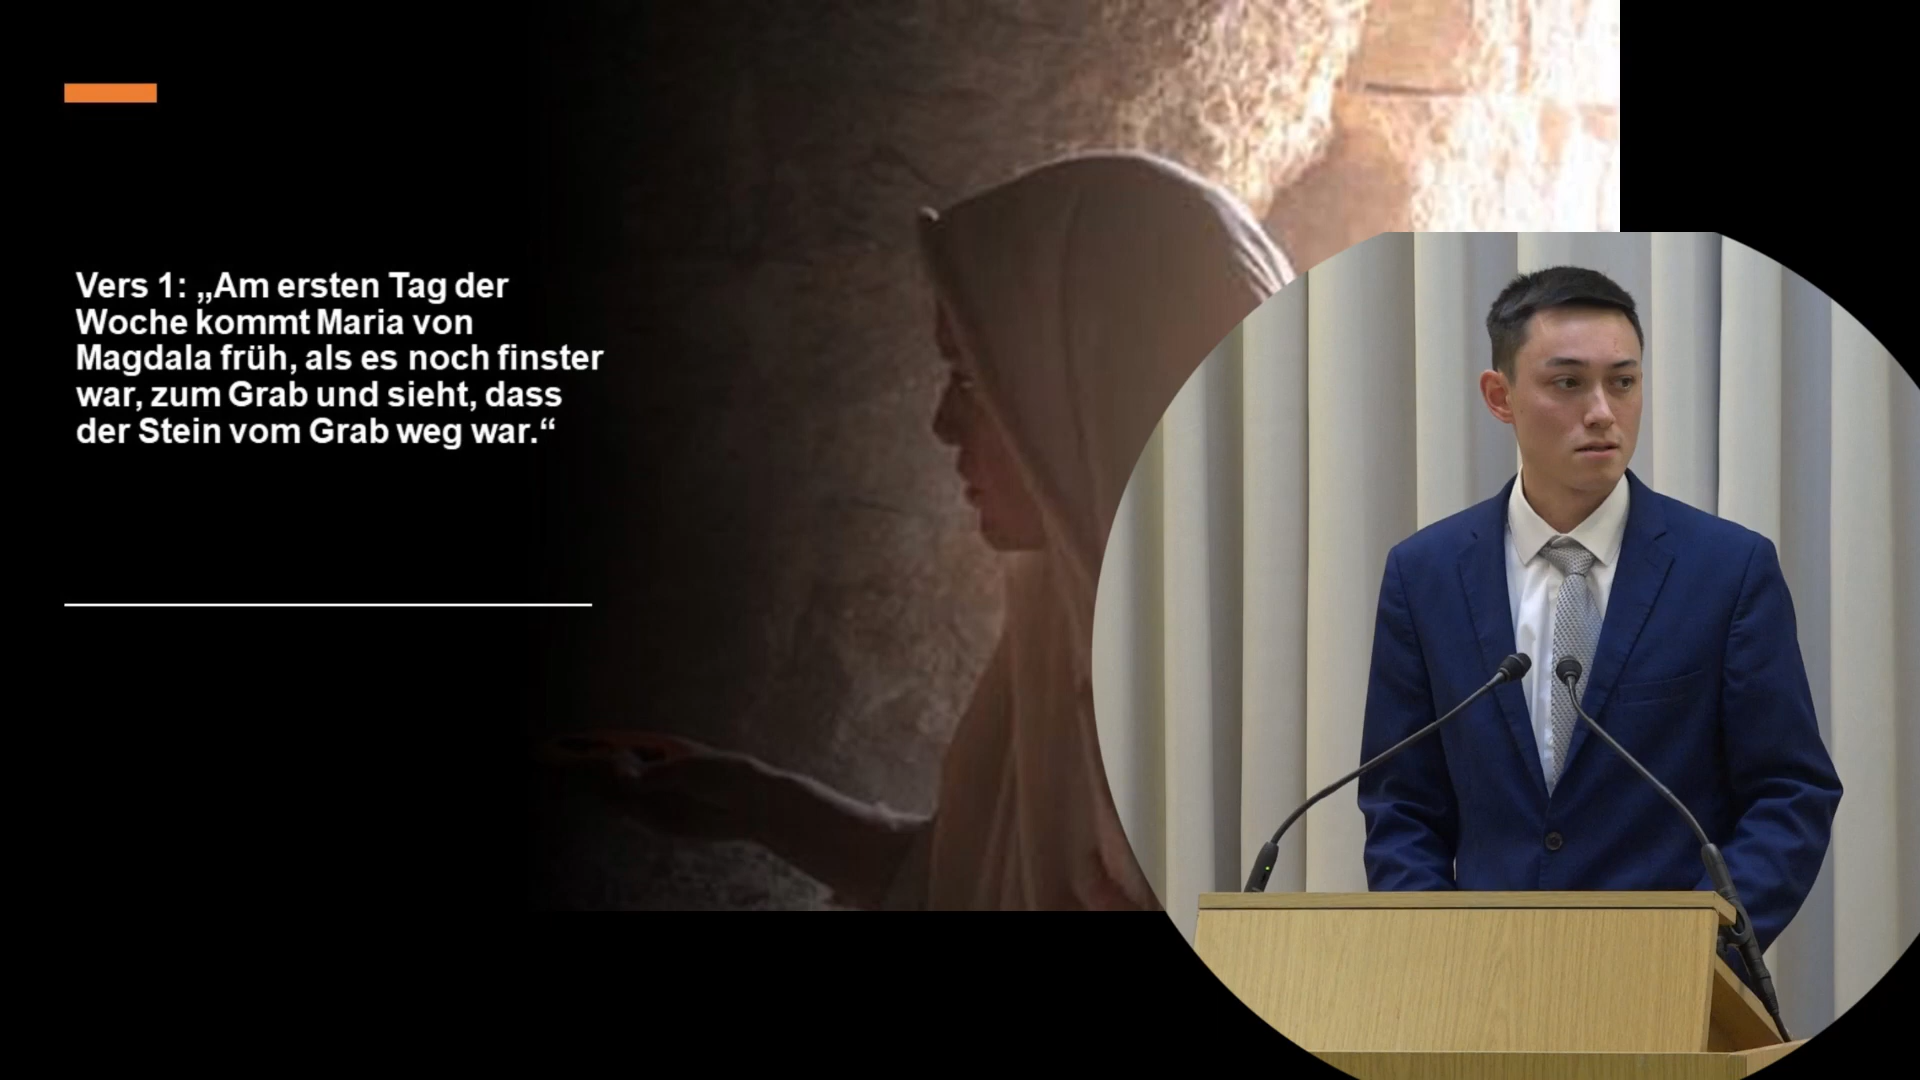 Vers 1: „Am ersten Tag der
Woche kommt Maria von
Magdala früh, als es noch finster
war, zum Grab und sieht, dass
der Stein vom Grab weg war.“